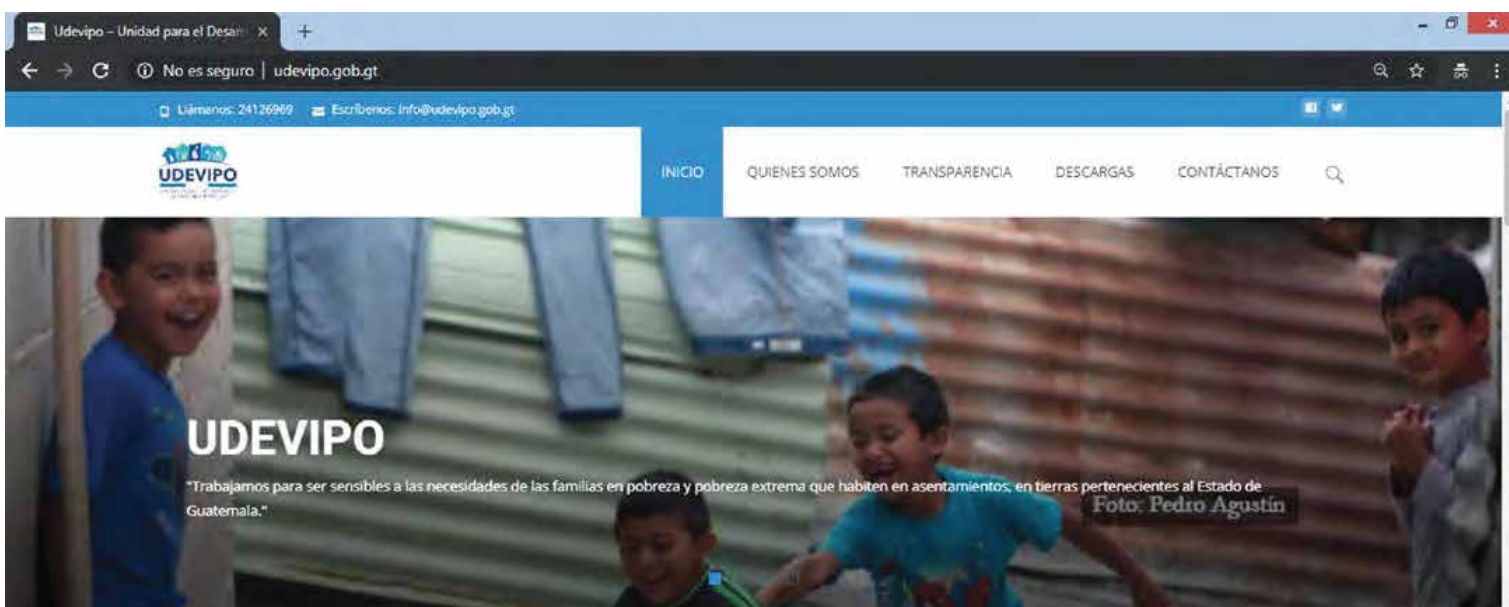 Udevipo – Unidad para el Desarr
No es seguro | udevipo.gob.gt
Llámanos: 24126969 Escríbenos: info@udevipo.gob.gt
UDEVIPO
INICIO QUIENES SOMOS TRANSPARENCIA DESCARGAS CONTÁCTANOS
UDEVIPO
"Trabajamos para ser sensibles a las necesidades de las familias en pobreza y pobreza extrema que habiten en asentamientos, en tierras pertenecientes al Estado de
Guatemala."
Foto: Pedro Agustín